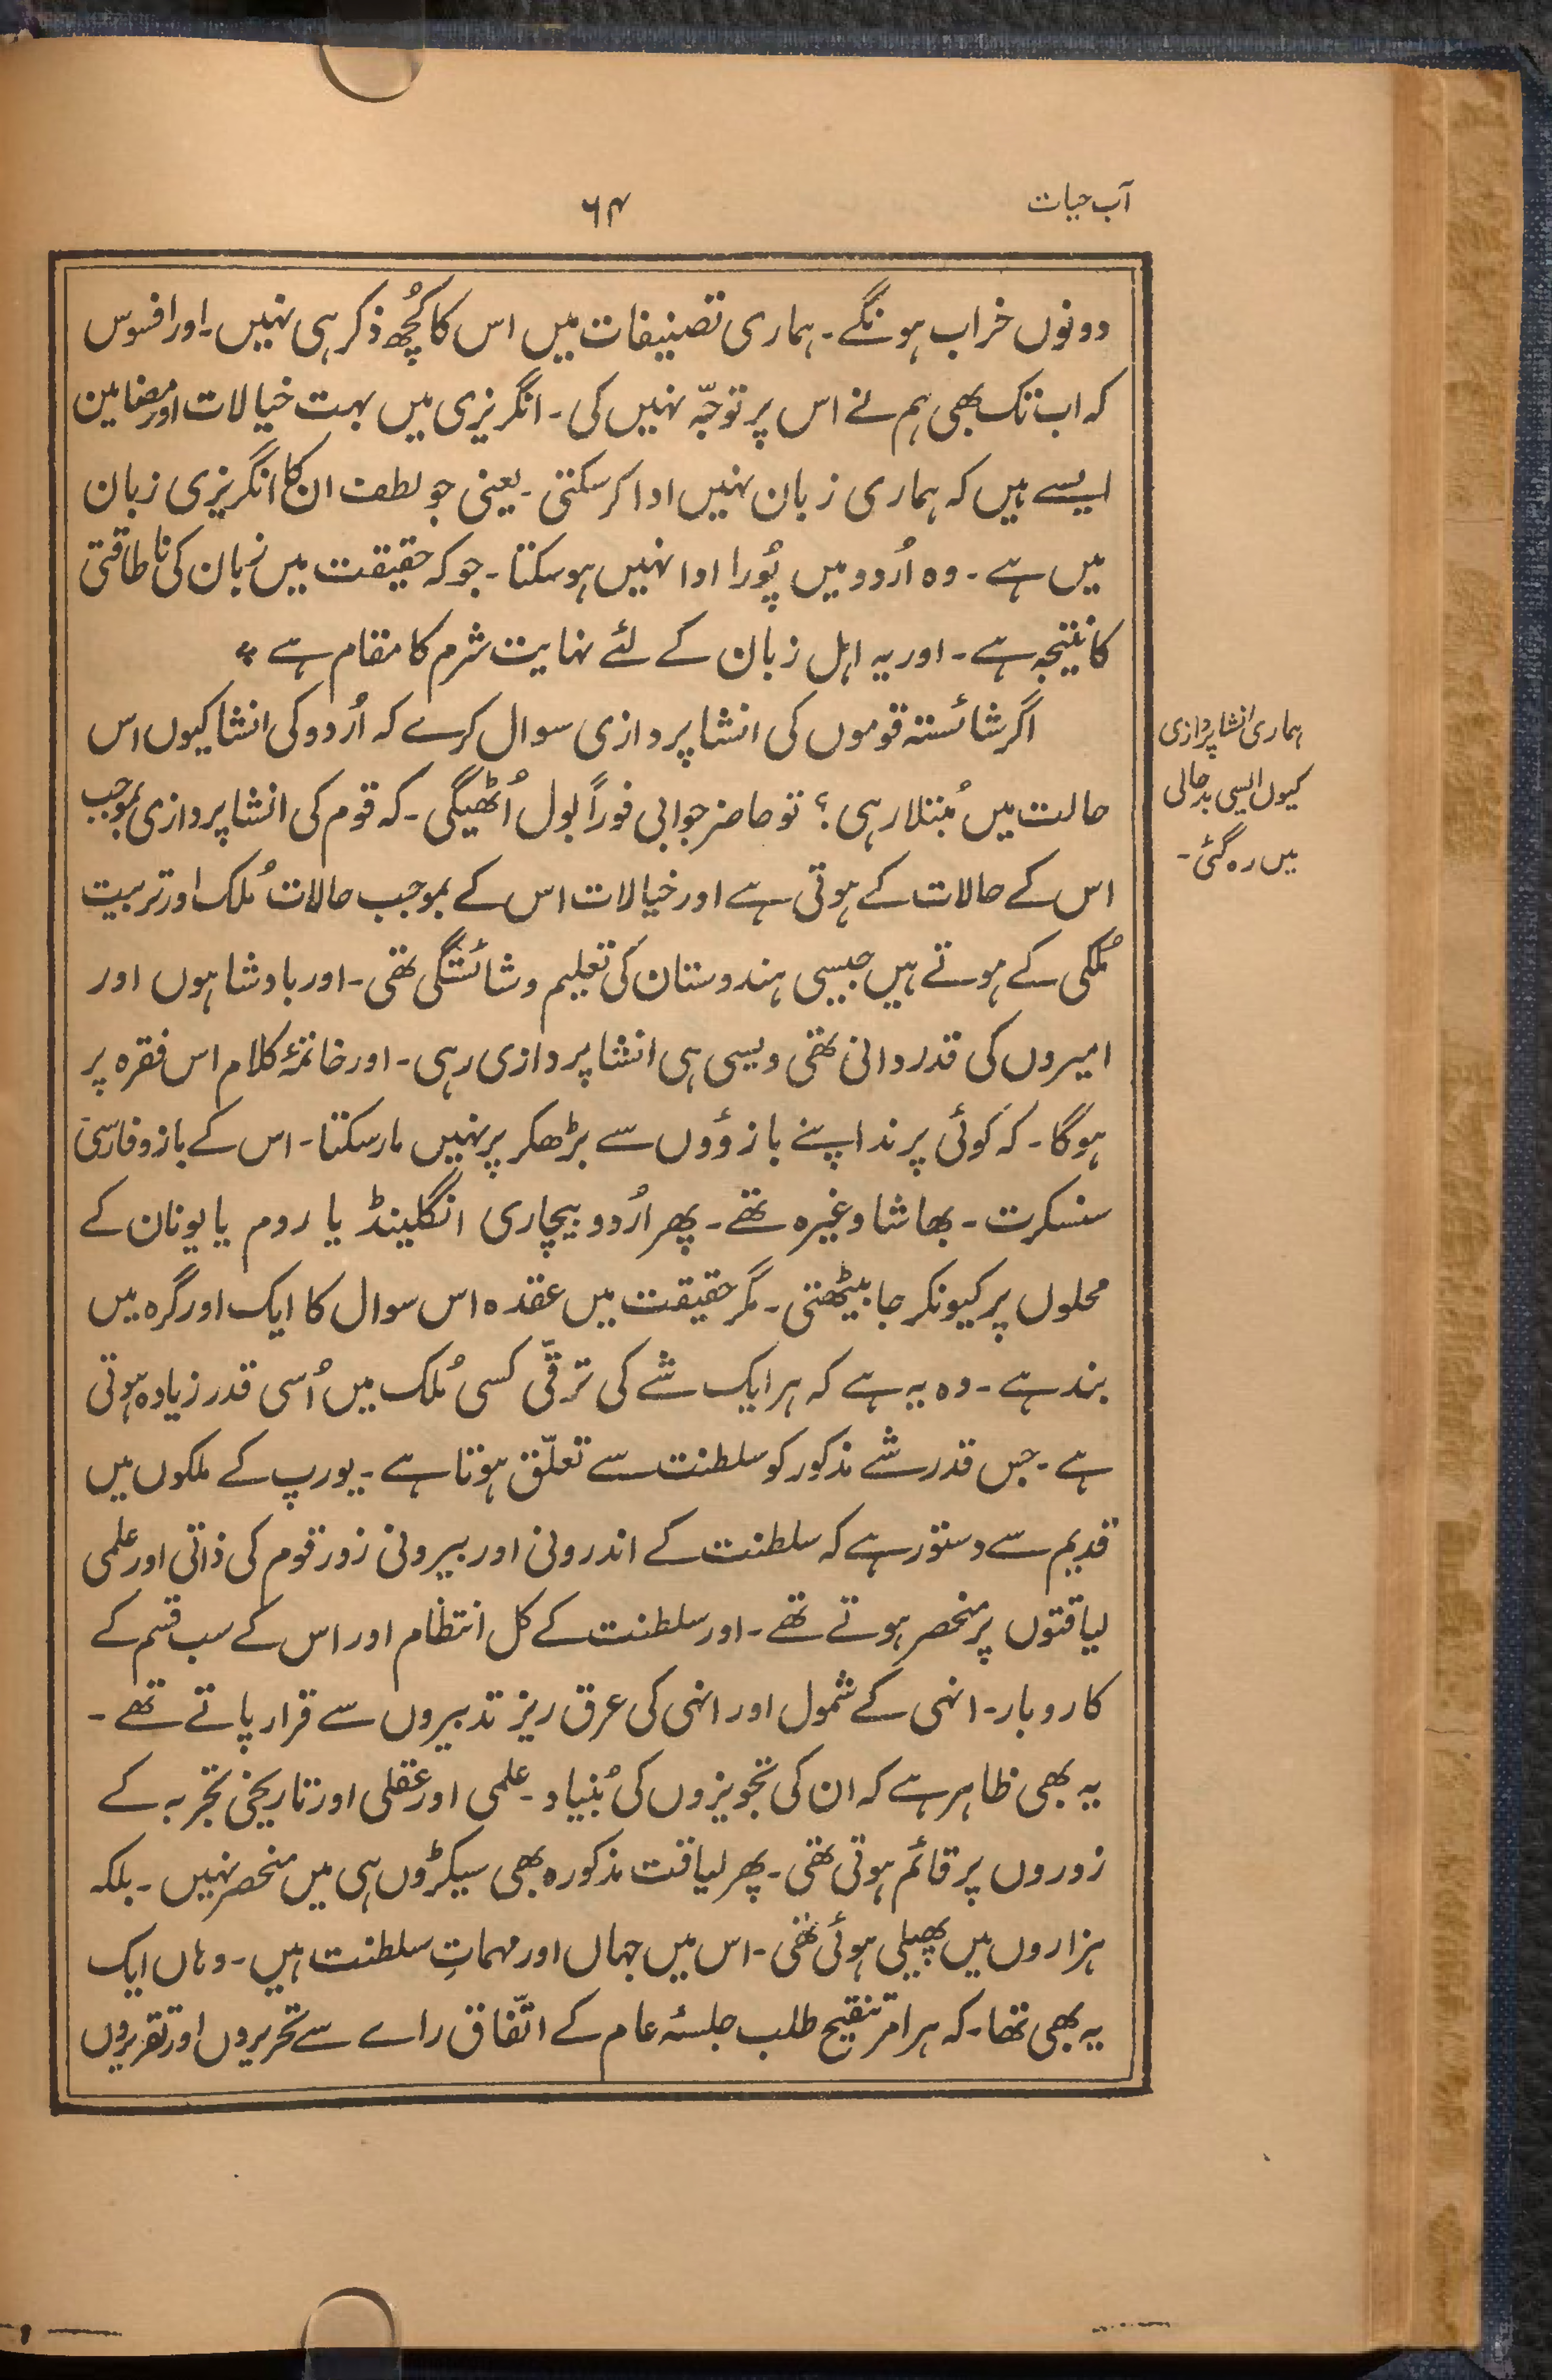 آب حیات
۶۴
دونوں خراب ہونگے۔ ہماری تصنیفات میں اس کا کُچھ ذکر ہی نہیں۔ اور افسوس
کہ اب تک بھی ہم نے اس پر توجّہ نہیں کی۔ انگریزی میں بہت خیالات اور مضامین
ایسے ہیں کہ ہماری زبان نہیں ادا کر سکتی۔ یعنی جو لطف ان کا انگریزی زبان
میں ہے۔ وہ اُردو میں پُورا ادا نہیں ہو سکتا۔ جو کہ حقیقت میں زبان کی ناطاقتی
کا نتیجہ ہے۔ اور یہ اہل زبان کے لئے نہایت شرم کا مقام ہے ٭
اگر شائستہ قوموں کی انشا پردازی سوال کرے کہ اُردو کی انشا کیوں اس
حالت میں مُبتلا رہی؟ تو حاضر جوابی فوراً بول اُٹھیگی۔ کہ قوم کی انشا پردازی بموجب
اس کے حالات کے ہوتی ہے اور خیالات اس کے بموجب حالات مُلک اور تربیت
مُلکی کے ہوتے ہیں جیسی ہندوستان کی تعلیم و شائستگی تھی۔ اور بادشاہوں اور
امیروں کی قدردانی تھی ویسی ہی انشا پردازی رہی۔ اور خاتمۂ کلام اس فقرہ پر
ہوگا۔ کہ کوئی پرند اپنے بازؤوں سے بڑھکر پر نہیں مار سکتا۔ اس کے بازو فارسی
سنسکرت۔ بھاشا وغیرہ تھے۔ پھر اُردو بیچاری انگلینڈ یا روم یا یونان کے
محلوں پر کیونکر جا بیٹھتی۔ مگر حقیقت میں عقدہ اس سوال کا ایک اور گرہ میں
بند ہے۔ وہ یہ ہے کہ ہر ایک شے کی ترقّی کسی مُلک میں اُسی قدر زیادہ ہوتی
ہے۔ جس قدر شے مذکور کو سلطنت سے تعلّق ہوتا ہے۔ یورپ کے ملکوں میں
قدیم سے دستور ہے کہ سلطنت کے اندرونی اور بیرونی زور قوم کی ذاتی اور علمی
لیاقتوں پر منحصر ہوتے تھے۔ اور سلطنت کے کل انتظام اور اس کے سب قسم کے
کاروبار۔ انہی کے شمول اور انہی کی عرق ریز تدبیروں سے قرار پاتے تھے۔
یہ بھی ظاہر ہے کہ ان کی تجویزوں کی بُنیاد۔ علمی اور عقلی اور تاریخی تجربہ کے
زوروں پر قائم ہوتی تھی۔ پھر لیاقت مذکورہ بھی سیکڑوں ہی میں منحصر نہیں۔ بلکہ
ہزاروں میں پھیلی ہوئی تھی۔ اس میں جہاں اور مہماتِ سلطنت ہیں۔ وہاں ایک
یہ بھی تھا۔ کہ ہر امر تنقیح طلب جلسۂ عام کے اتّفاق راے سے تحریروں اور تقریروں
ہماری انشا پردازی
کیوں ایسی بدحالی
میں رہ گئی۔